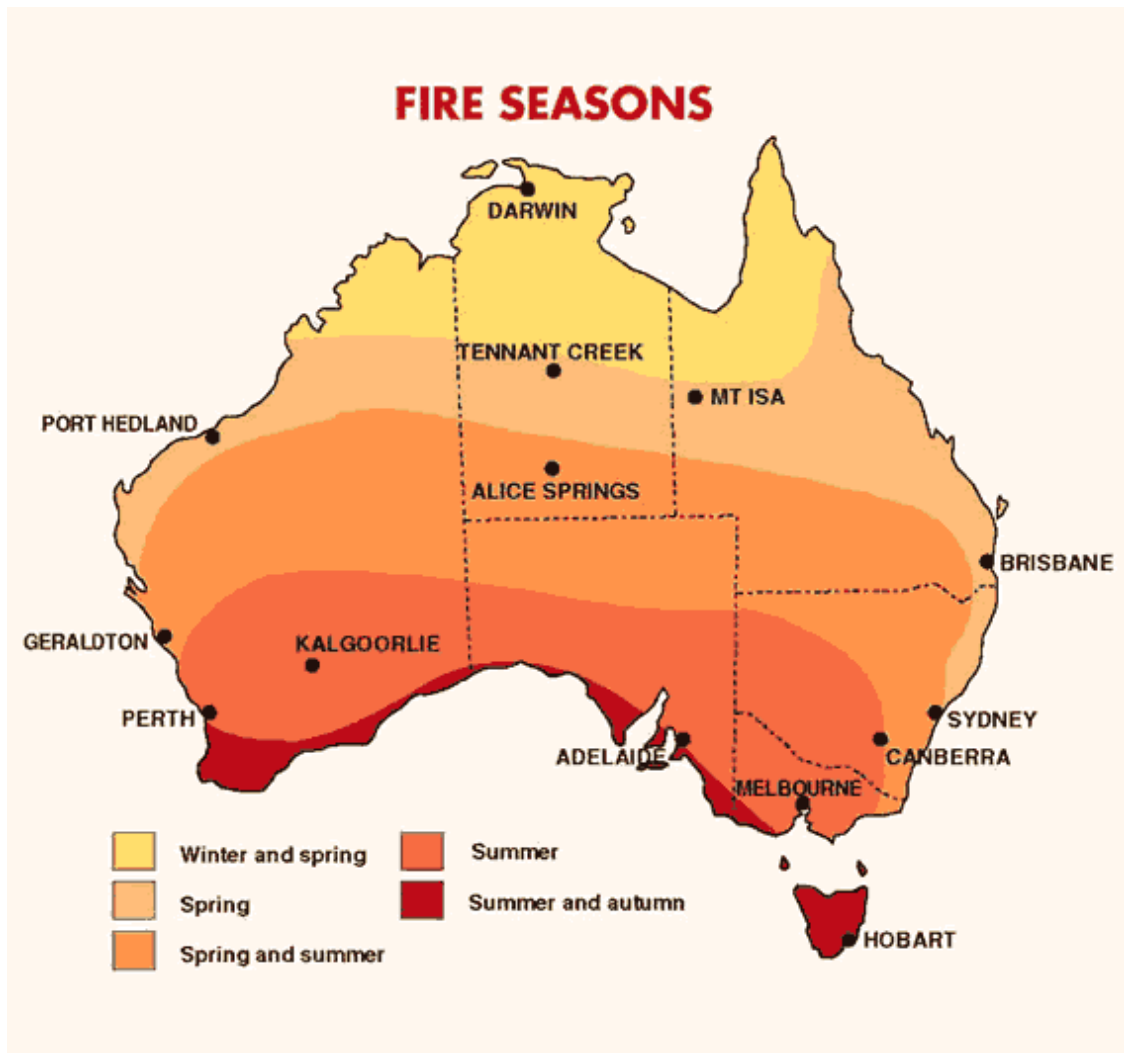 FIRE SEASONS
DARWIN
TENNANT CREEK
MT ISA
PORT HEDLAND
ALICE SPRINGS
BRISBANE
GERALDTON
KALGOORLIE
PERTH
SYDNEY
ADELAIDE
CANBERRA
MELBOURNE
Winter and spring
Summer
Spring
Summer and autumn
Spring and summer
HOBART